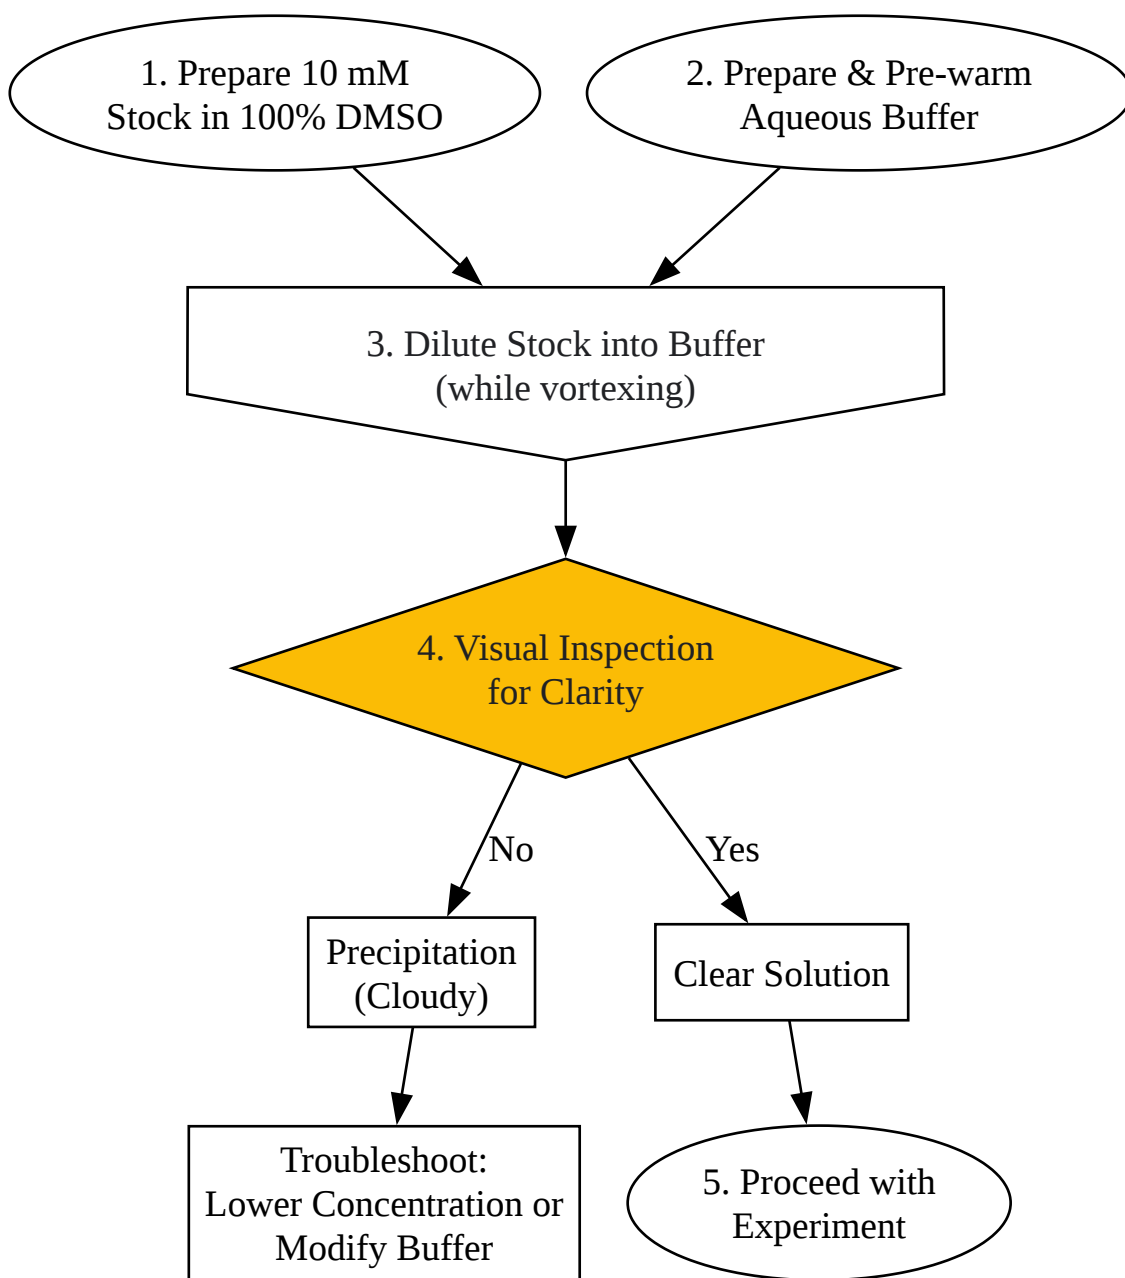 1. Prepare 10 mM
Stock in 100% DMSO
2. Prepare & Pre-warm
Aqueous Buffer
3. Dilute Stock into Buffer
(while vortexing)
4. Visual Inspection
for Clarity
No
Yes
Precipitation
(Cloudy)
Clear Solution
Troubleshoot:
Lower Concentration or
Modify Buffer
5. Proceed with
Experiment